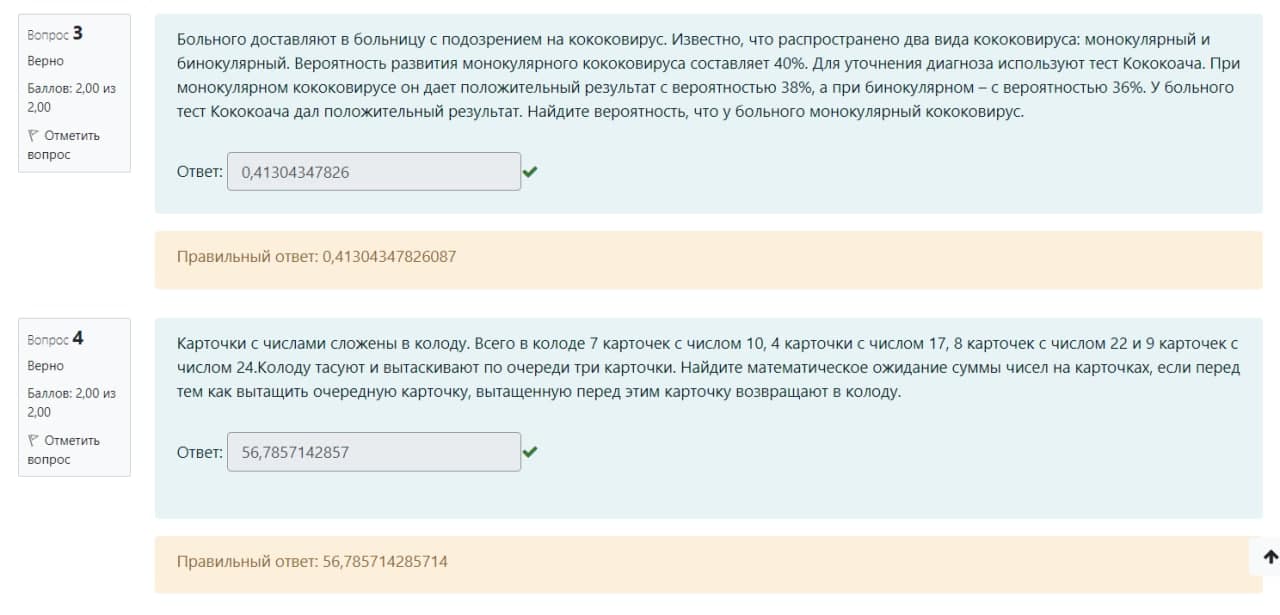 Вопрос 3
Верно
Баллов: 2,00 из
2,00
Отметить
вопрос
Больного доставляют в больницу с подозрением на кококовирус. Известно, что распространено два вида кококовируса: монокулярный и
бинокулярный. Вероятность развития монокулярного кококовируса составляет 40%. Для уточнения диагноза используют тест Кококоача. При
монокулярном кококовирусе он дает положительный результат с вероятностью 38%, а при бинокулярном – с вероятностью 36%. У больного
тест Кококоача дал положительный результат. Найдите вероятность, что у больного монокулярный кококовирус.
Ответ: 0,41304347826
Правильный ответ: 0,41304347826087
Вопрос 4
Верно
Баллов: 2,00 из
2,00
Отметить
вопрос
Карточки с числами сложены в колоду. Всего в колоде 7 карточек с числом 10, 4 карточки с числом 17, 8 карточек с числом 22 и 9 карточек с
числом 24.Колоду тасуют и вытаскивают по очереди три карточки. Найдите математическое ожидание суммы чисел на карточках, если перед
тем как вытащить очередную карточку, вытащенную перед этим карточку возвращают в колоду.
Ответ: 56,7857142857
Правильный ответ: 56,785714285714